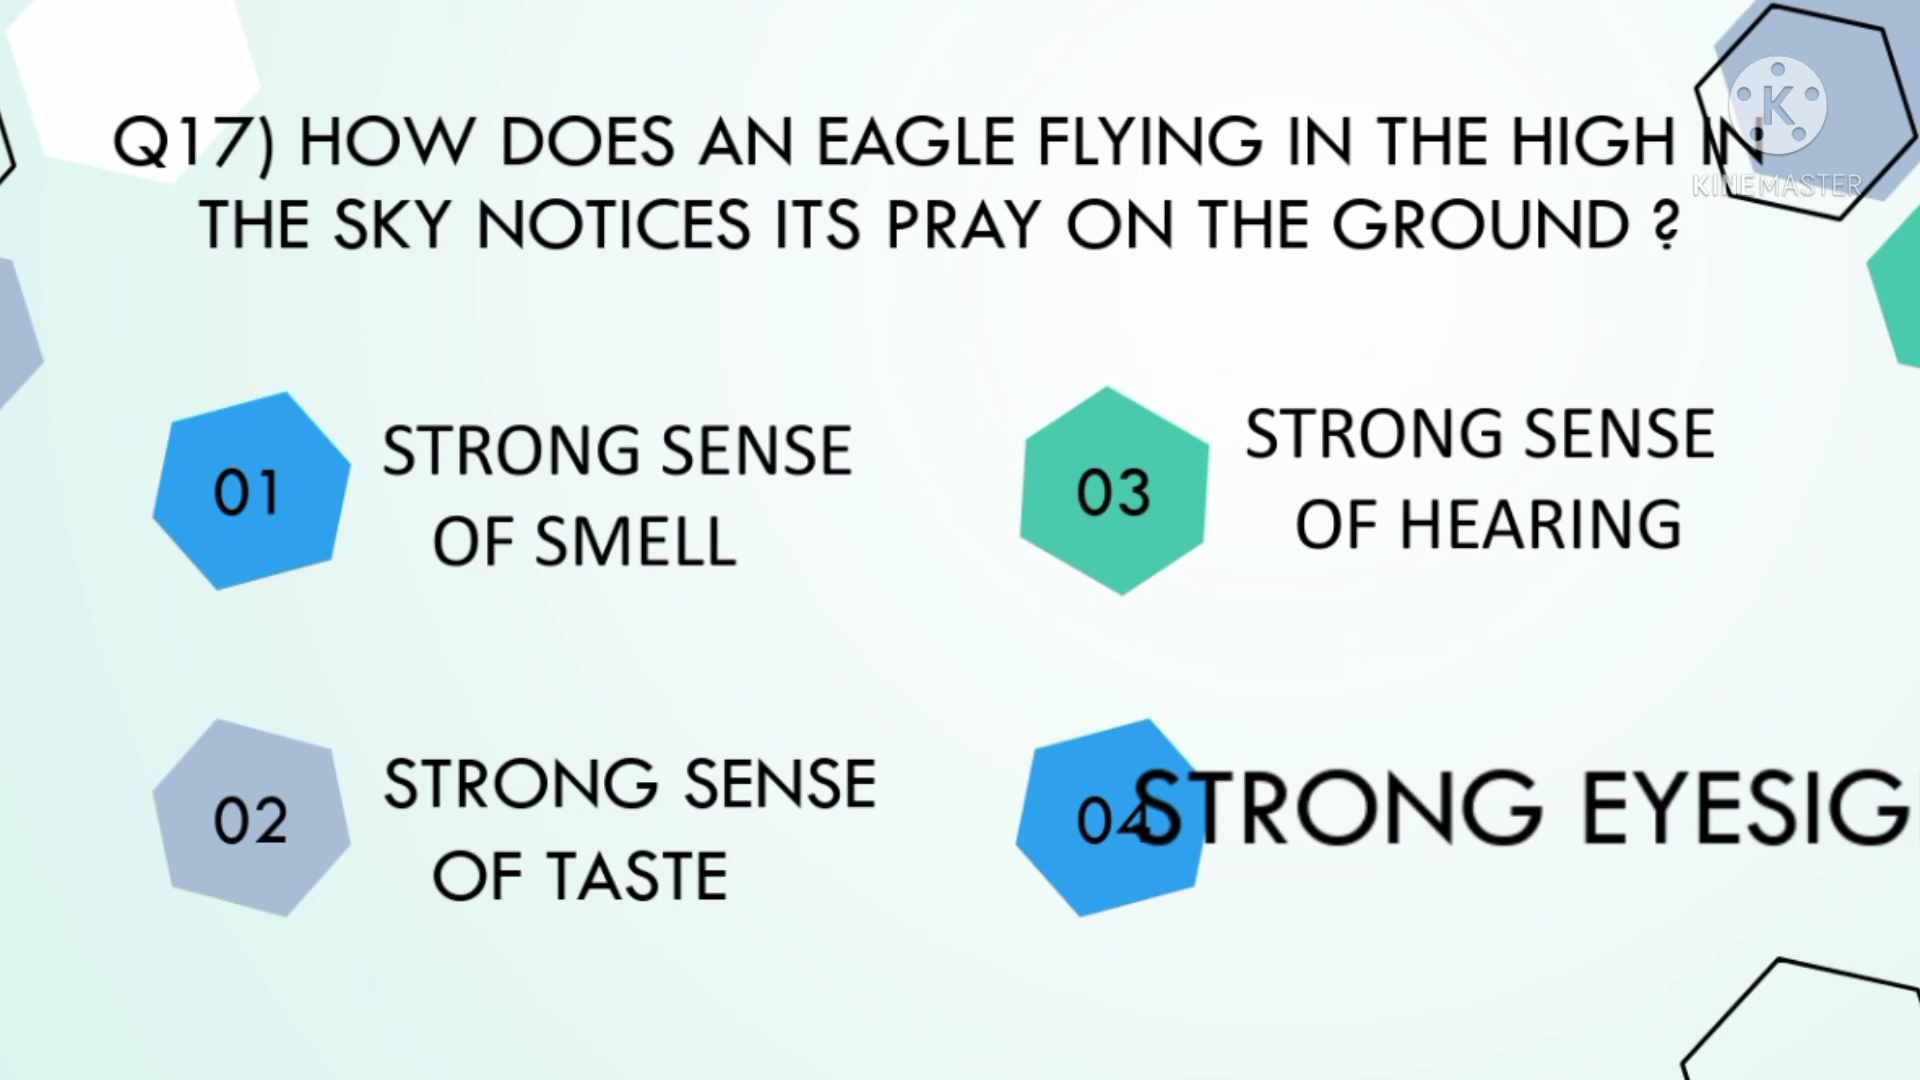 Q17) HOW DOES AN EAGLE FLYING IN THE HIGH IN
THE SKY NOTICES ITS PRAY ON THE GROUND ?
K
KINEMASTER
01
STRONG SENSE
OF SMELL
03
STRONG SENSE
OF HEARING
02
STRONG SENSE
OF TASTE
04
STRONG EYESIG